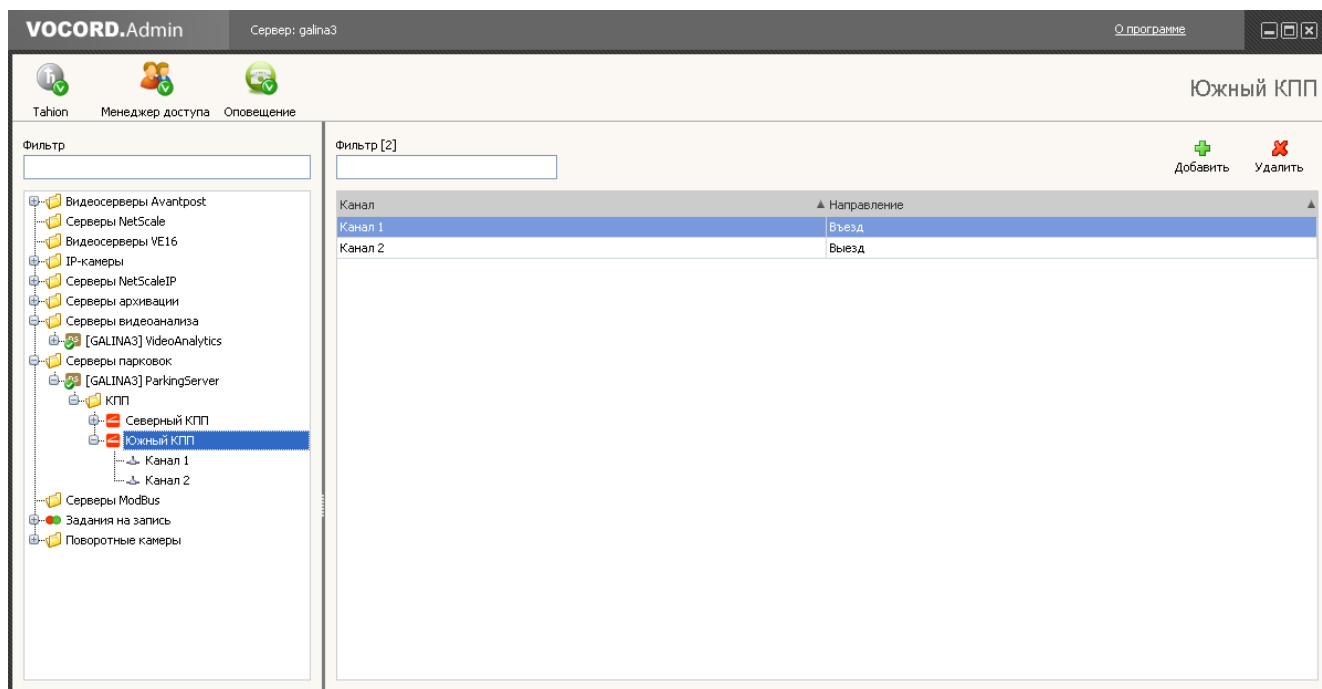 VOCORD.Admin Сервер: galina3 О программе
Южный КПП
Tahion Менеджер доступа Оповещение
Фильтр
Фильтр [2]
Добавить Удалить
Видеосерверы Avantpost
Серверы NetScale
Видеосерверы VE16
IP-камеры
Серверы NetScaleIP
Серверы архивации
Серверы видеоанализа
[GALINA3] VideoAnalytics
Серверы парковок
[GALINA3] ParkingServer
КПП
Северный КПП
Южный КПП
Канал 1
Канал 2
Серверы ModBus
Задания на запись
Поворотные камеры
Канал Направление
Канал 1 Въезд
Канал 2 Выезд